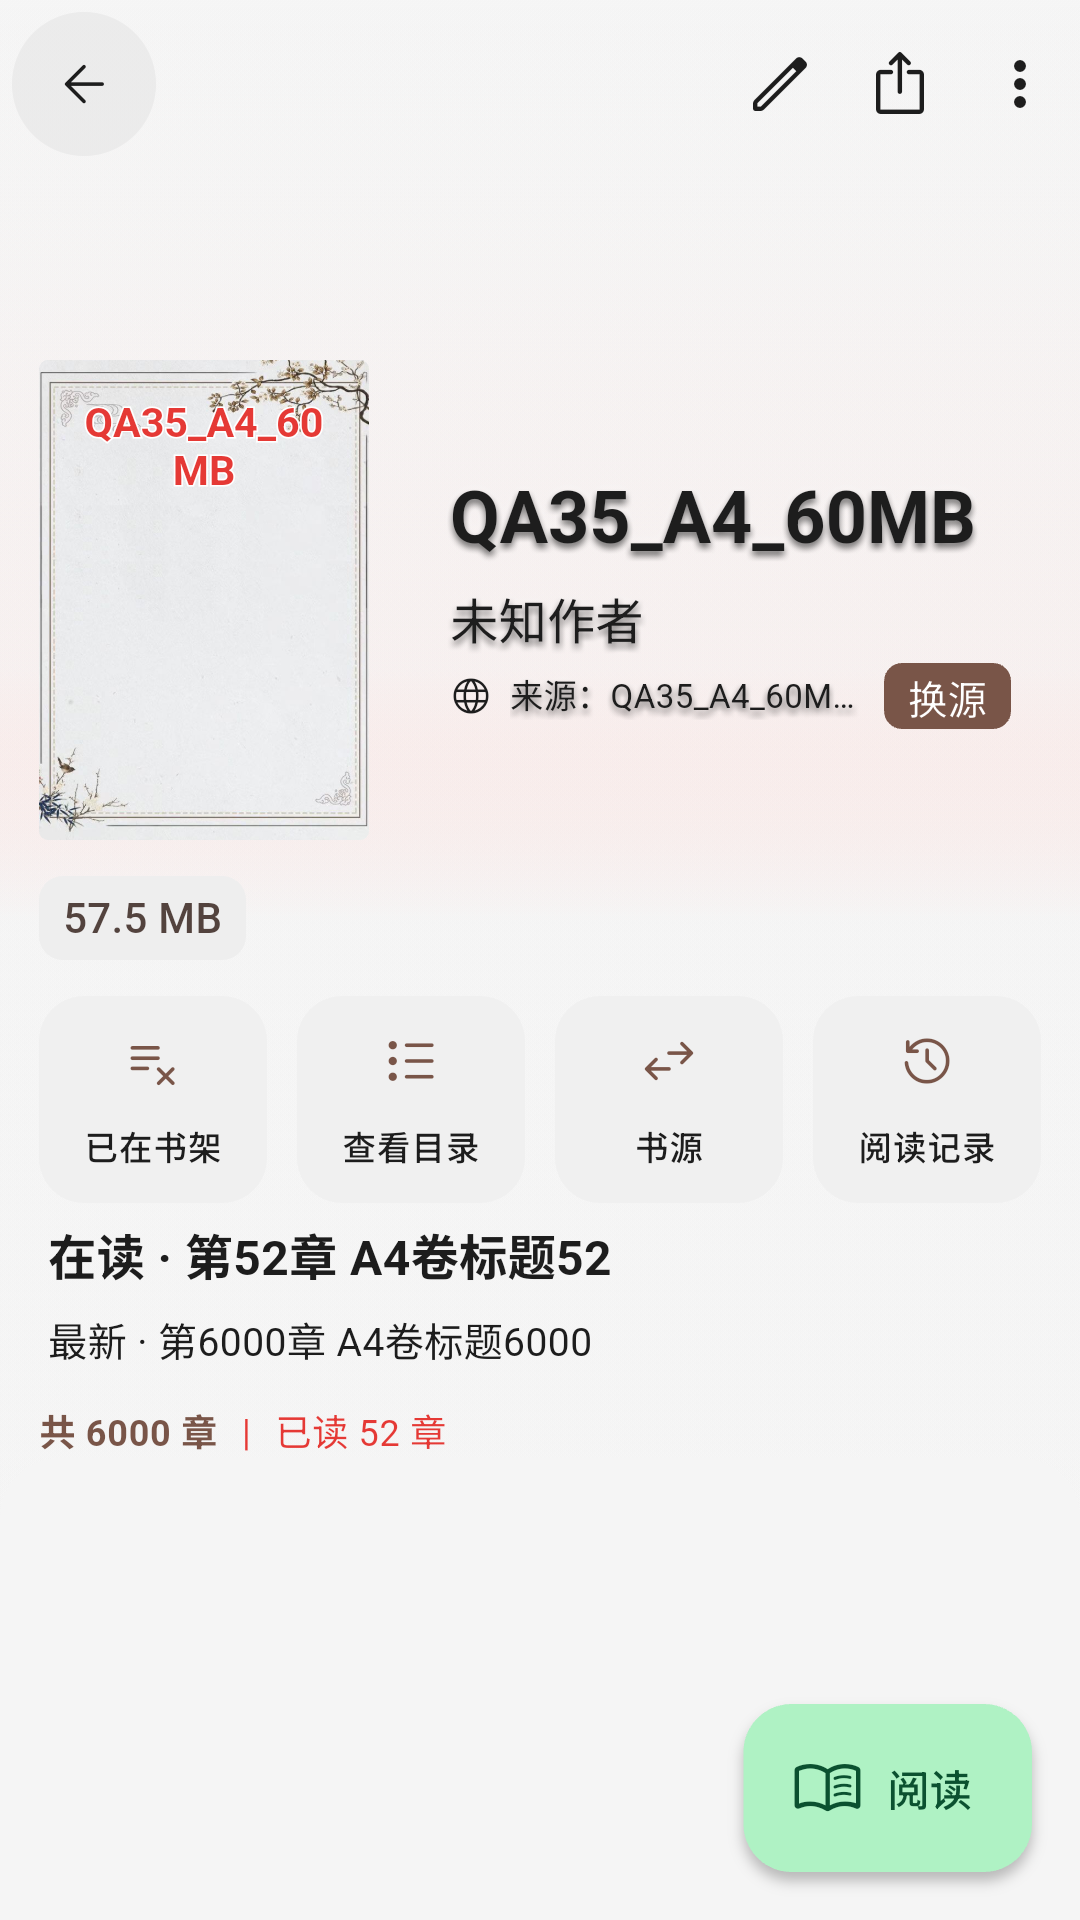 QA35_A4_60
MB
QA35_A4_60MB
未知作者
来源：QA35_A4_60M...
换源
57.5 MB
已在书架
查看目录
书源
阅读记录
在读 · 第52章 A4卷标题52
最新 · 第6000章 A4卷标题6000
共 6000 章 | 已读 52 章
阅读